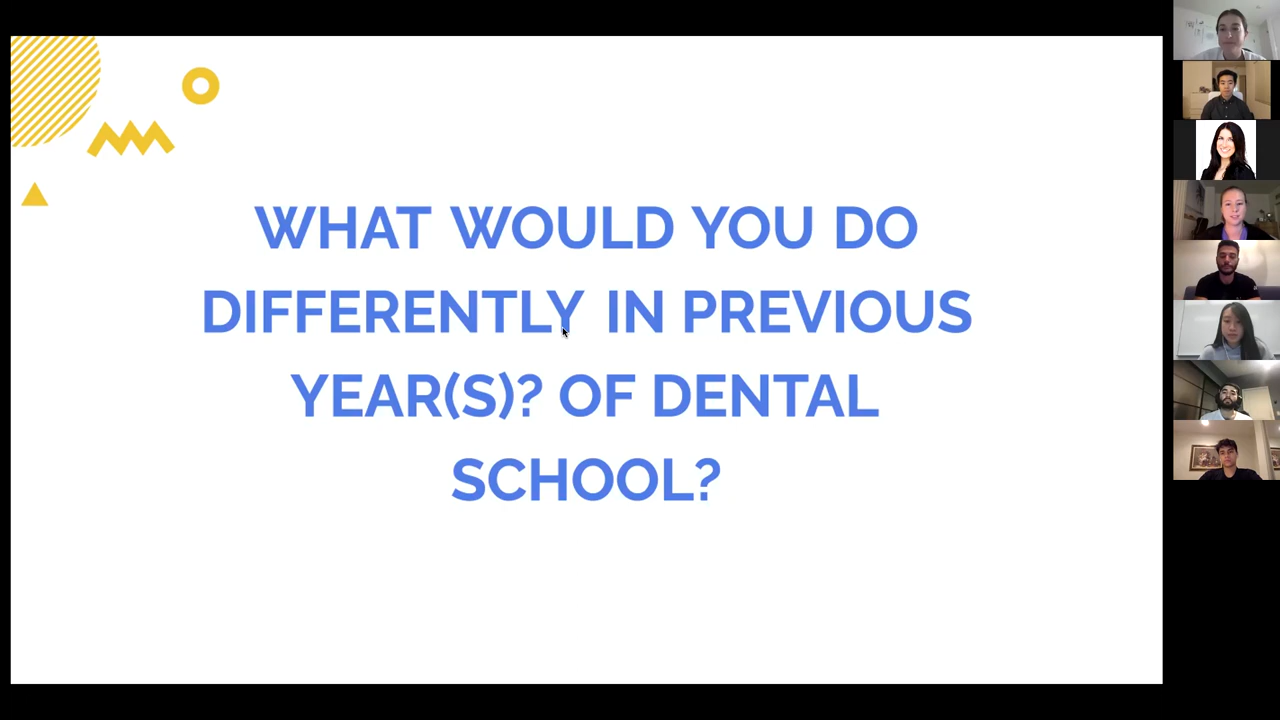 WHAT WOULD YOU DO
DIFFERENTLY IN PREVIOUS
YEAR(S)? OF DENTAL
SCHOOL?